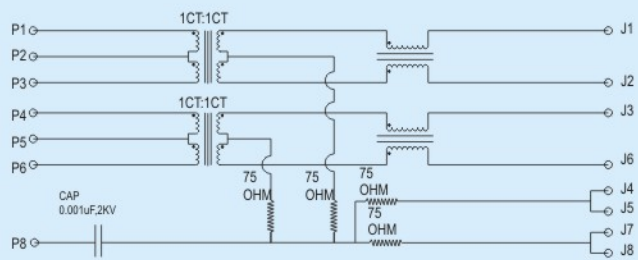 1CT:1CT
P1
J1
P2
P3
J2
1CT:1CT
P4
J3
P5
P6
J6
75
OHM
75
OHM
75
OHM
J4
CAP
0.001uF,2KV
75
OHM
J5
J7
P8
J8